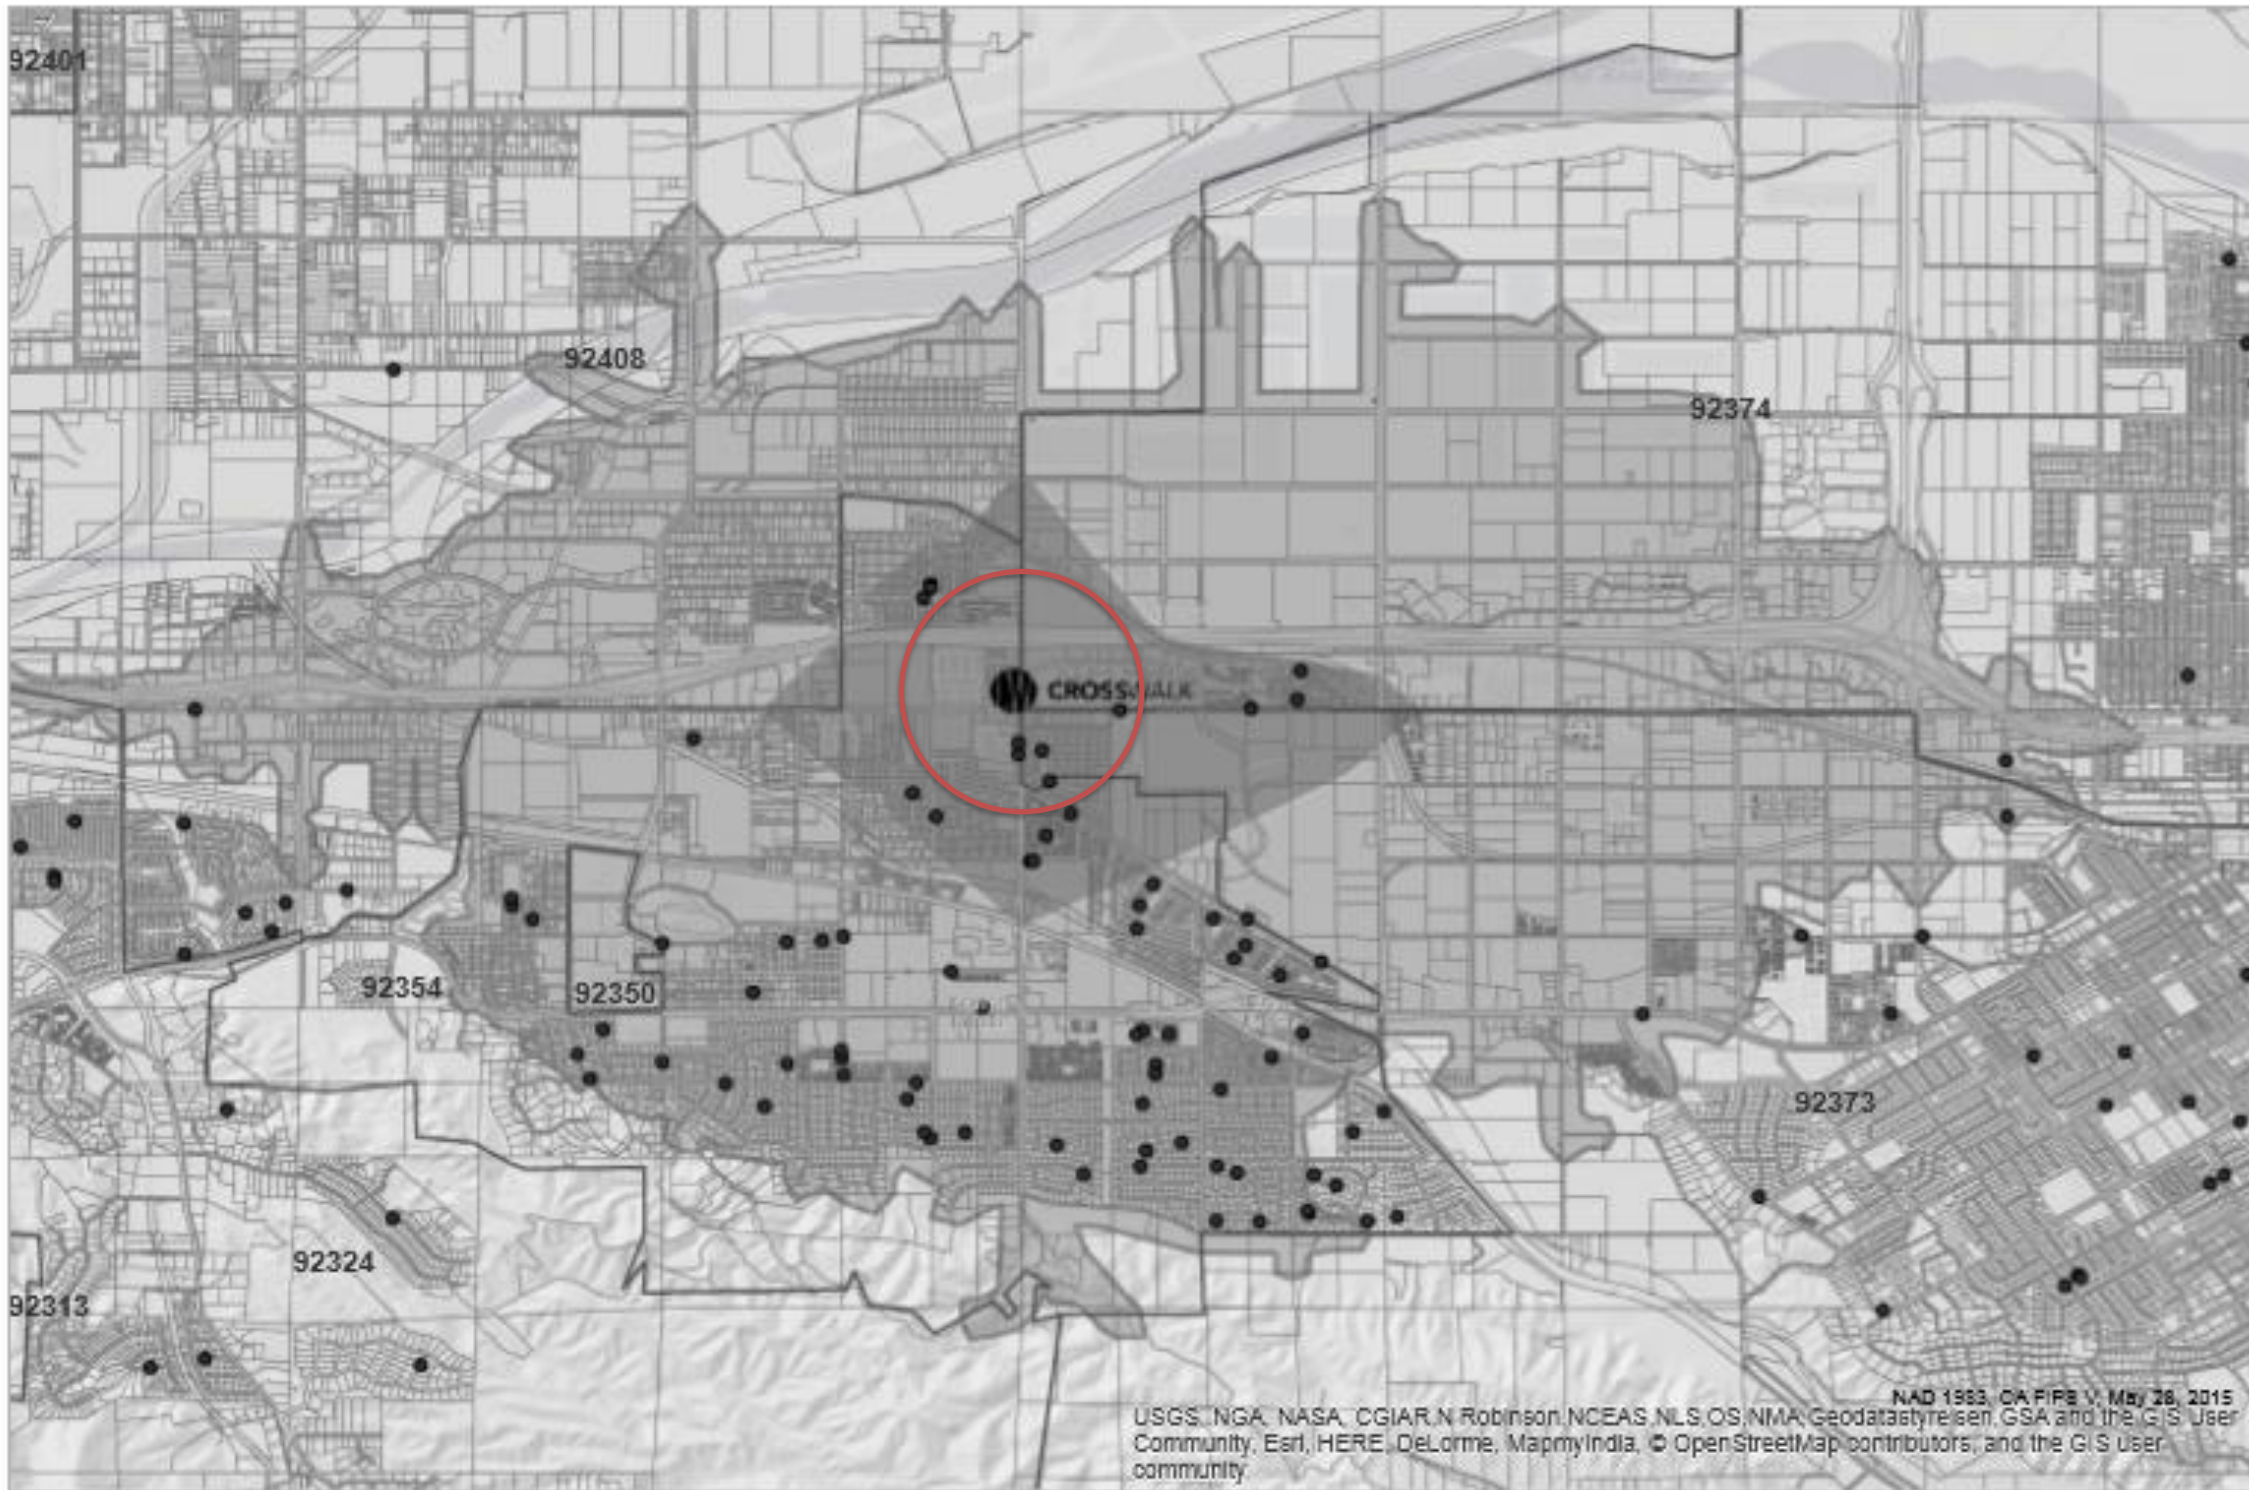 92401
92408
92374
CROSSWALK
92354
92350
92373
92324
92313
NAD 1983, CA FIPS V, May 28, 2015
USGS, NGA, NASA, CGIAR,N Robinson,NCEAS,NLS,OS,NMA,Geodatastyrelsen,GSA and the GIS User
Community, Esri, HERE, DeLorme, MapmyIndia, © OpenStreetMap contributors, and the GIS user
community